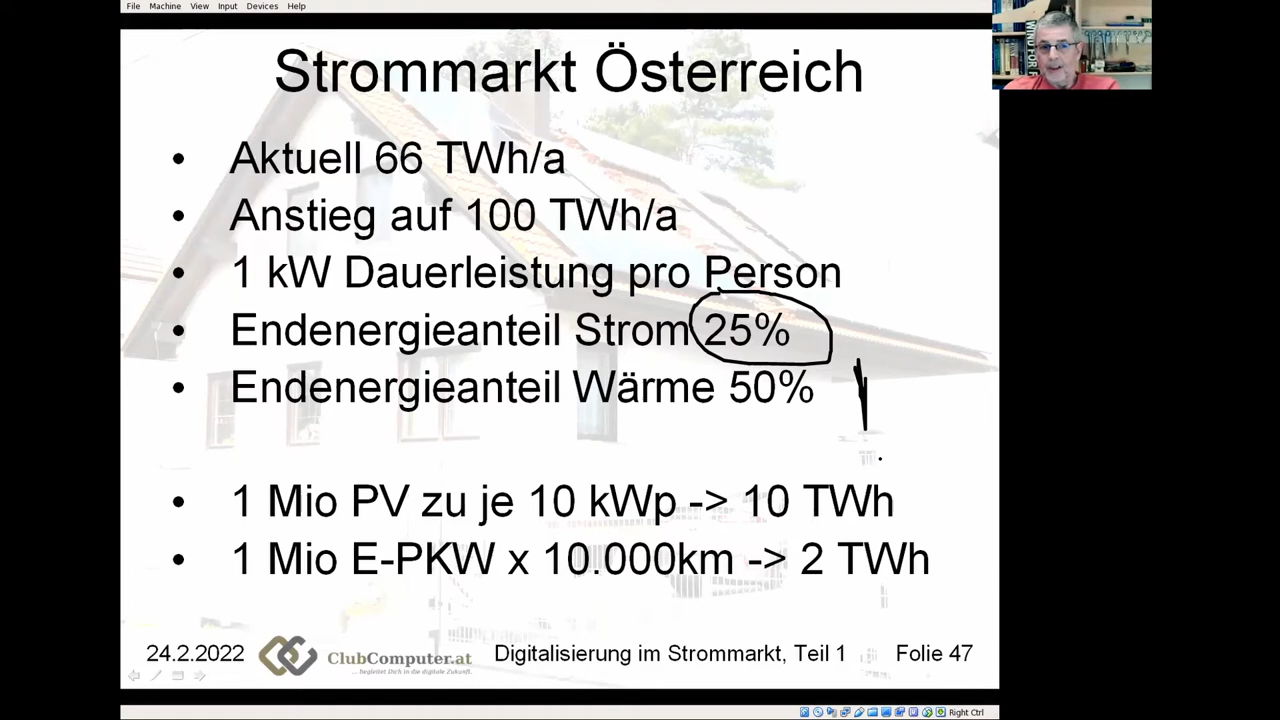 File Machine View Input Devices Help
Strommarkt Österreich
• Aktuell 66 TWh/a
• Anstieg auf 100 TWh/a
• 1 kW Dauerleistung pro Person
• Endenergieanteil Strom 25%
• Endenergieanteil Wärme 50%
• 1 Mio PV zu je 10 kWp -> 10 TWh
• 1 Mio E-PKW x 10.000km -> 2 TWh
24.2.2022 ClubComputer.at Digitalisierung im Strommarkt, Teil 1 Folie 47
... begleitet Dich in die digitale Zukunft.
Right Ctrl
WIND FOR